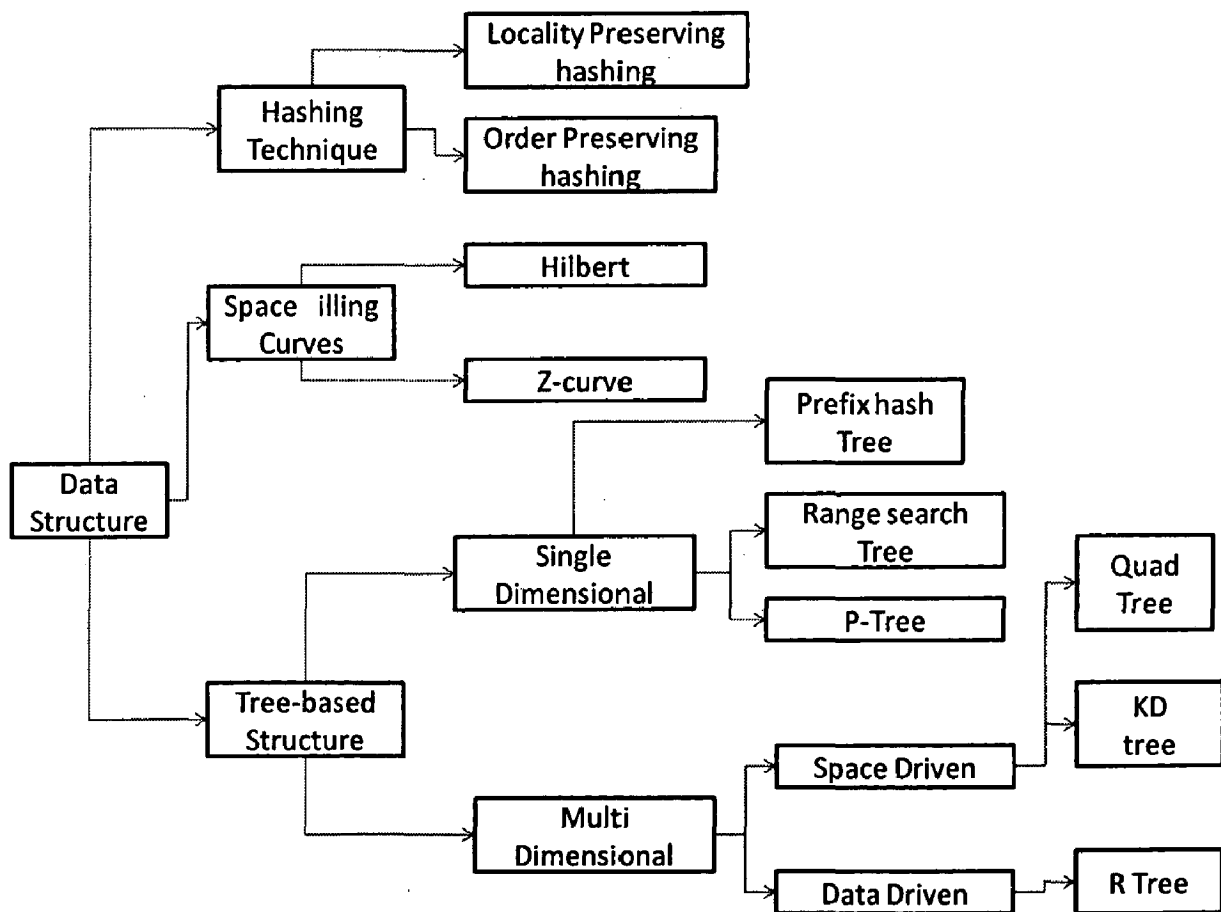 Locality Preserving
hashing
Hashing
Technique
Order Preserving
hashing
Hilbert
Space illing
Curves
Z-curve
Prefix hash
Tree
Data
Structure
Range search
Tree
Single
Dimensional
Quad
Tree
P-Tree
Tree-based
Structure
KD
tree
Space Driven
Multi
Dimensional
Data Driven
R Tree